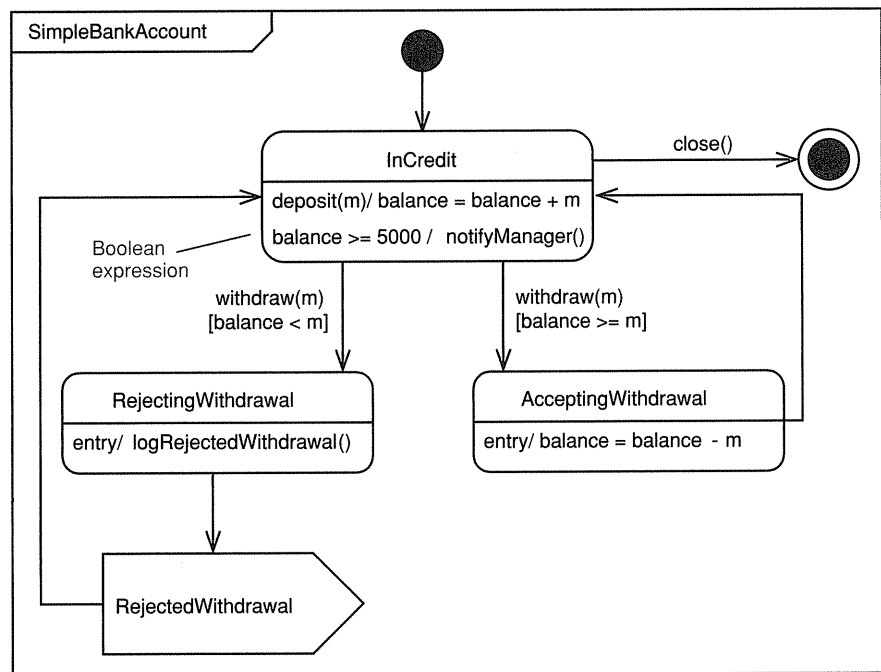 SimpleBankAccount
close()
InCredit
deposit(m)/ balance = balance + m
balance >= 5000 / notifyManager()
Boolean
expression
withdraw(m)
[balance < m]
withdraw(m)
[balance >= m]
RejectingWithdrawal
entry/ logRejectedWithdrawal()
AcceptingWithdrawal
entry/ balance = balance - m
RejectedWithdrawal